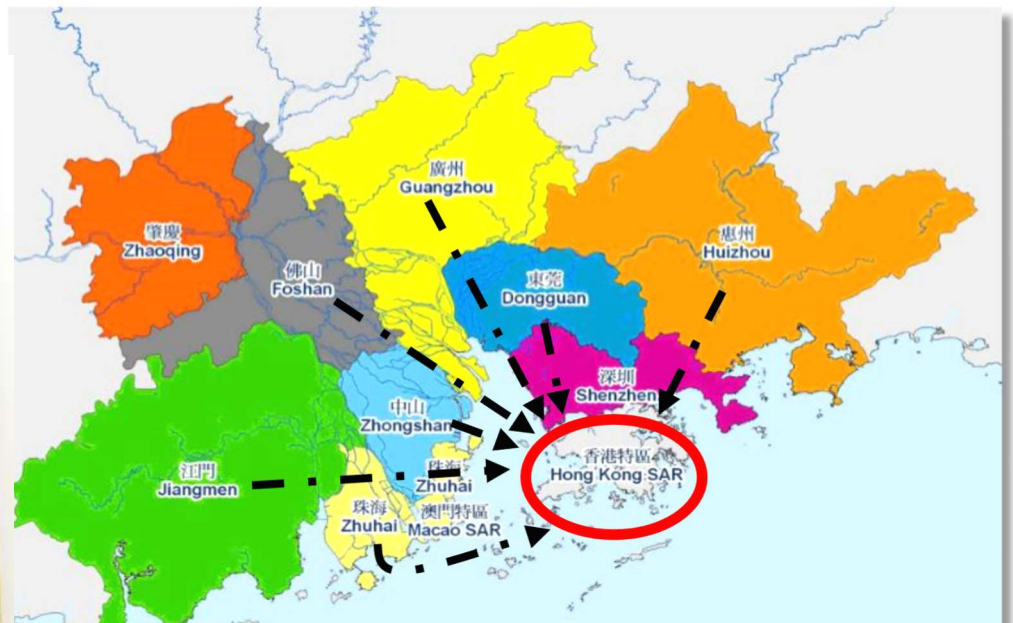 廣州
Guangzhou
肇慶
Zhaoqing
惠州
Huizhou
佛山
Foshan
東莞
Dongguan
深圳
Shenzhen
中山
Zhongshan
江門
Jiangmen
珠海
Zhuhai
香港特區
Hong Kong SAR
珠海
Zhuhai
澳門特區
Macao SAR